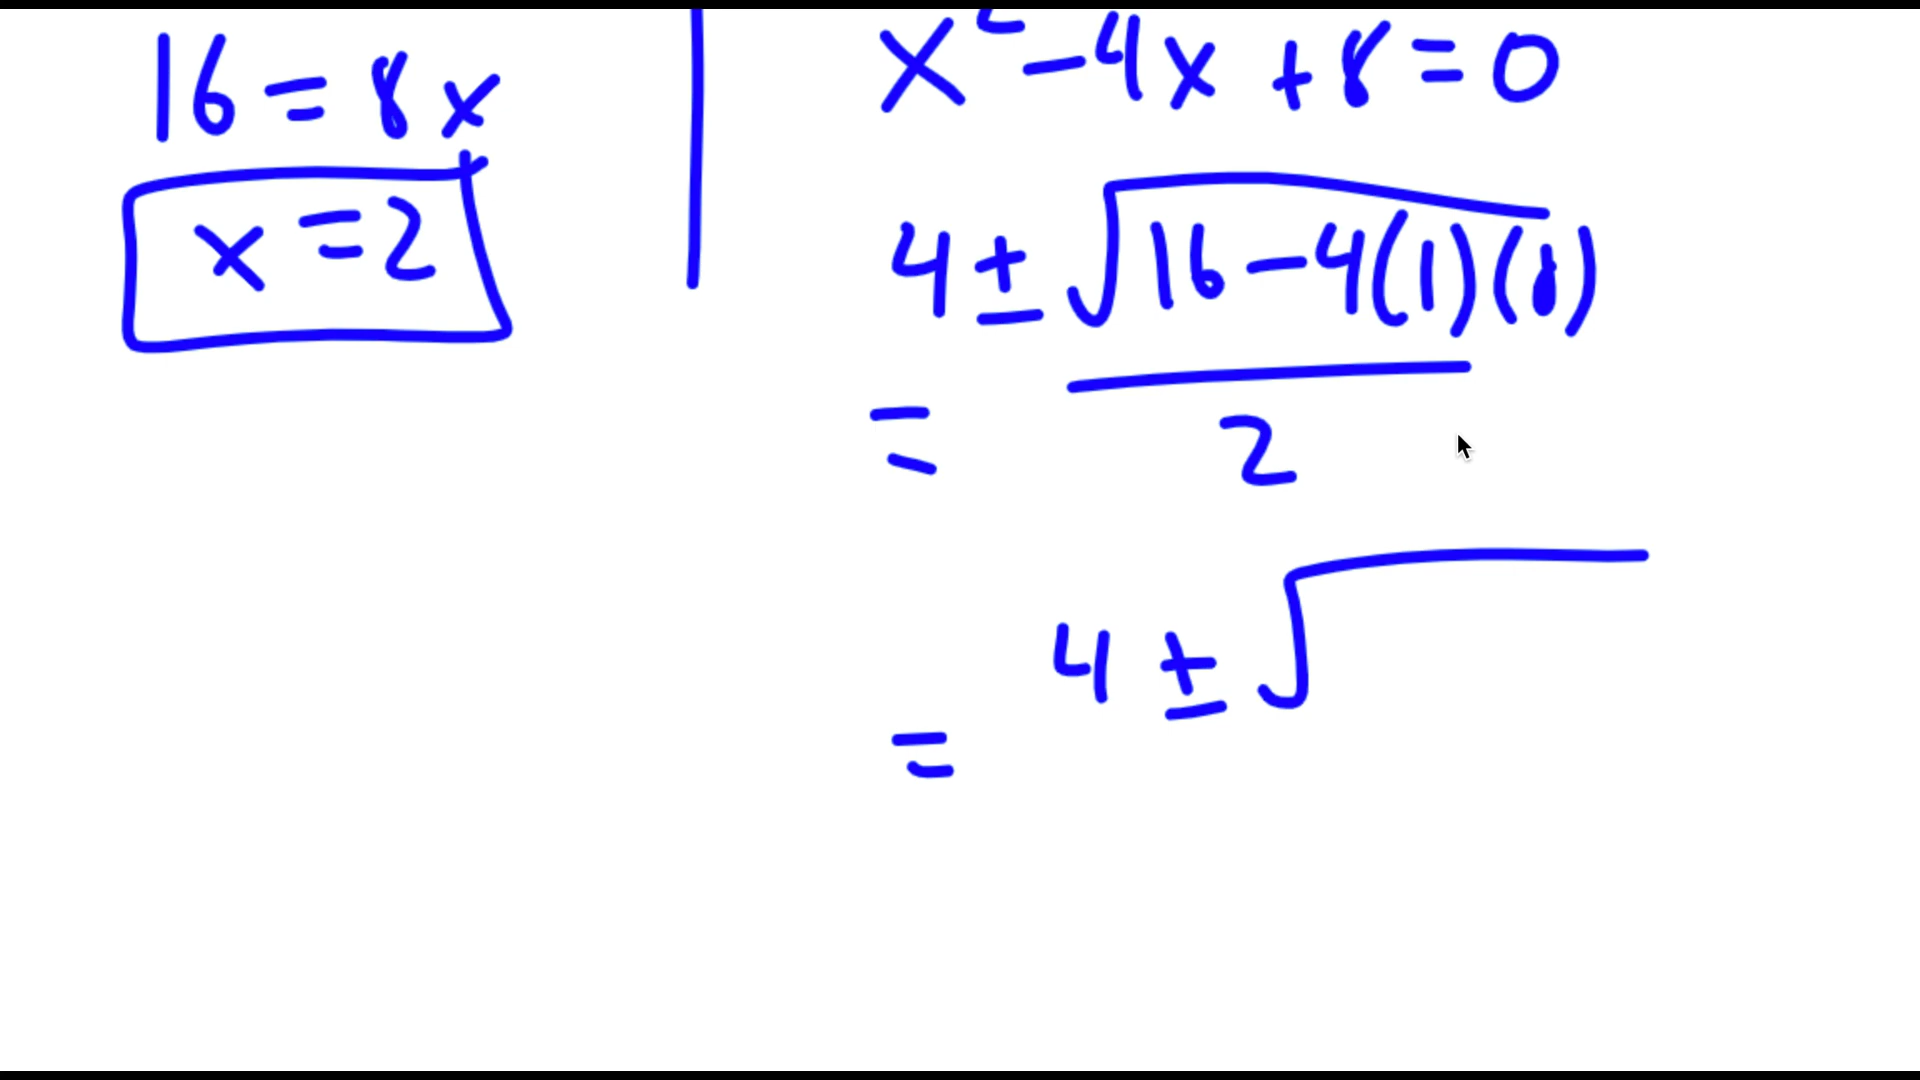 16 = 8x
x = 2
x² - 4x + 8 = 0
4 ± √16 - 4(1)(8)
=
2
4 ± √
=